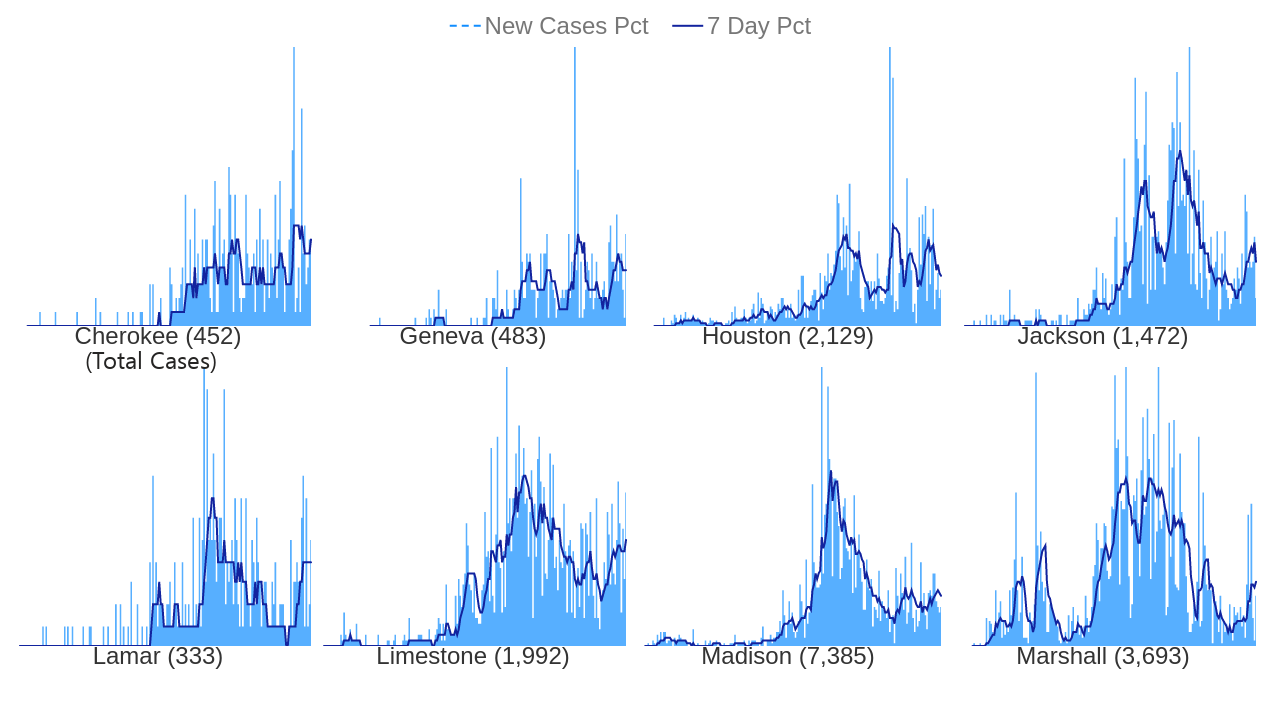 New Cases Pct 7 Day Pct
Cherokee (452) Geneva (483) Houston (2,129) Jackson (1,472)
(Total Cases)
Lamar (333) Limestone (1,992) Madison (7,385) Marshall (3,693)